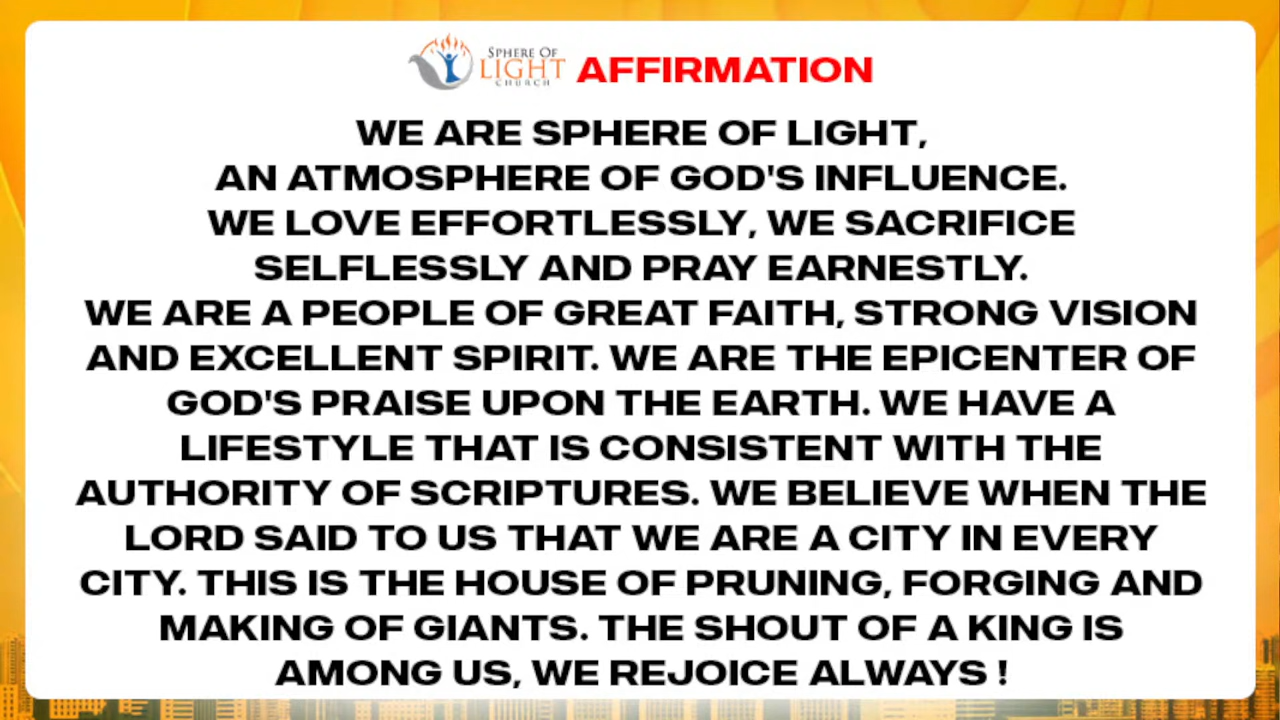 SPHERE OF
LIGHT
CHURCH
AFFIRMATION
WE ARE SPHERE OF LIGHT,
AN ATMOSPHERE OF GOD'S INFLUENCE.
WE LOVE EFFORTLESSLY, WE SACRIFICE
SELFLESSLY AND PRAY EARNESTLY.
WE ARE A PEOPLE OF GREAT FAITH, STRONG VISION
AND EXCELLENT SPIRIT. WE ARE THE EPICENTER OF
GOD'S PRAISE UPON THE EARTH. WE HAVE A
LIFESTYLE THAT IS CONSISTENT WITH THE
AUTHORITY OF SCRIPTURES. WE BELIEVE WHEN THE
LORD SAID TO US THAT WE ARE A CITY IN EVERY
CITY. THIS IS THE HOUSE OF PRUNING, FORGING AND
MAKING OF GIANTS. THE SHOUT OF A KING IS
AMONG US, WE REJOICE ALWAYS !